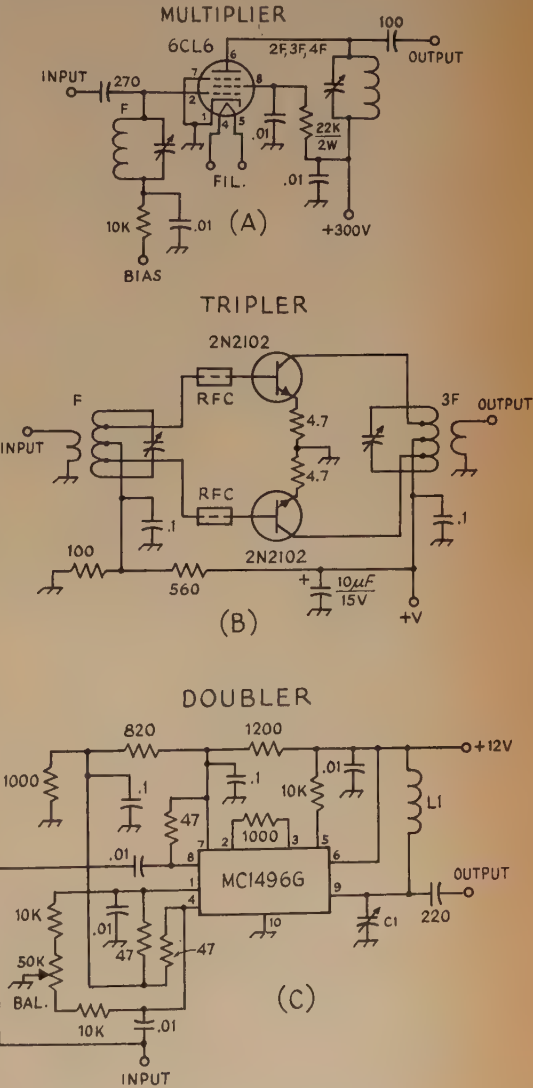 MULTIPLIER
6CL6
100
2F, 3F, 4F
OUTPUT
INPUT
270
6
7
8
2
1
4
5
F
.01
22K
2W
FIL.
.01
10K
.01
(A)
+300V
BIAS
TRIPLER
2N2102
F
RFC
3F
OUTPUT
INPUT
4.7
4.7
RFC
.1
.1
2N2102
100
560
+
10µF
15V
(B)
+V
DOUBLER
820
1200
+12V
1000
.1
.1
.01
10K
L1
47
1000
.01
7
2
3
5
8
6
1
MC1496G
9
OUTPUT
4
10
220
10K
.01
47
47
C1
50K
BAL.
10K
.01
(C)
INPUT